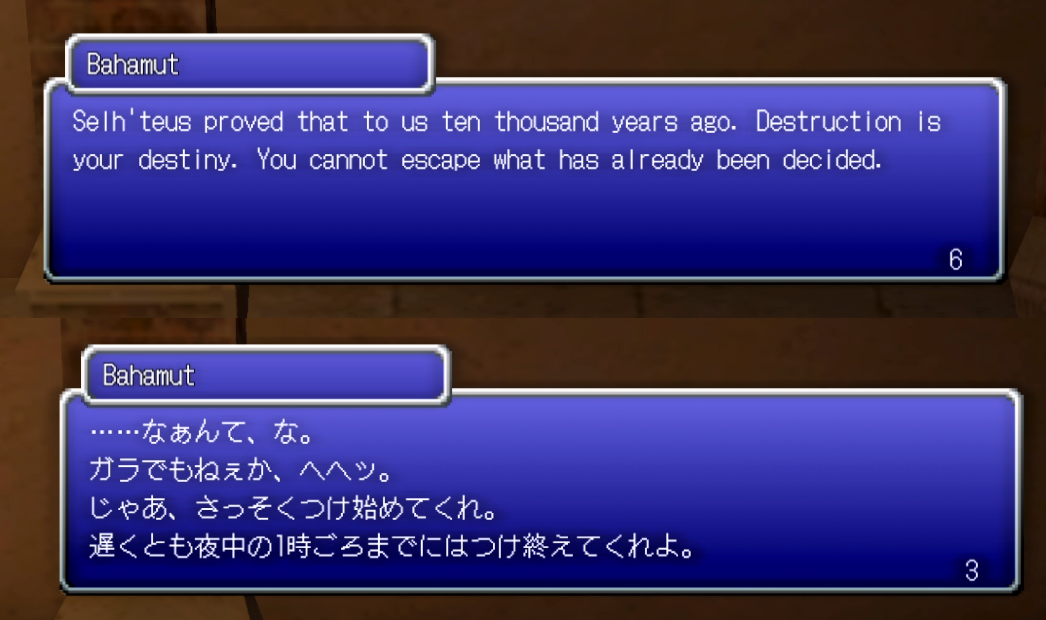 Bahamut
Selh'teus proved that to us ten thousand years ago. Destruction is
your destiny. You cannot escape what has already been decided.
6
Bahamut
……なぁんて、な。
ガラでもねぇか、へヘッ。
じゃあ、さっそくつけ始めてくれ。
遅くとも夜中の1時ごろまでにはつけ終えてくれよ。
3